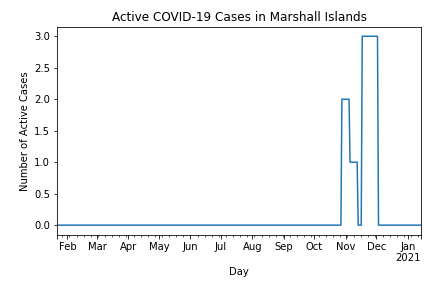 Active COVID-19 Cases in Marshall Islands
Number of Active Cases
3.0
2.5
2.0
1.5
1.0
0.5
0.0
Feb Mar Apr May Jun Jul Aug Sep Oct Nov Dec Jan
2021
Day